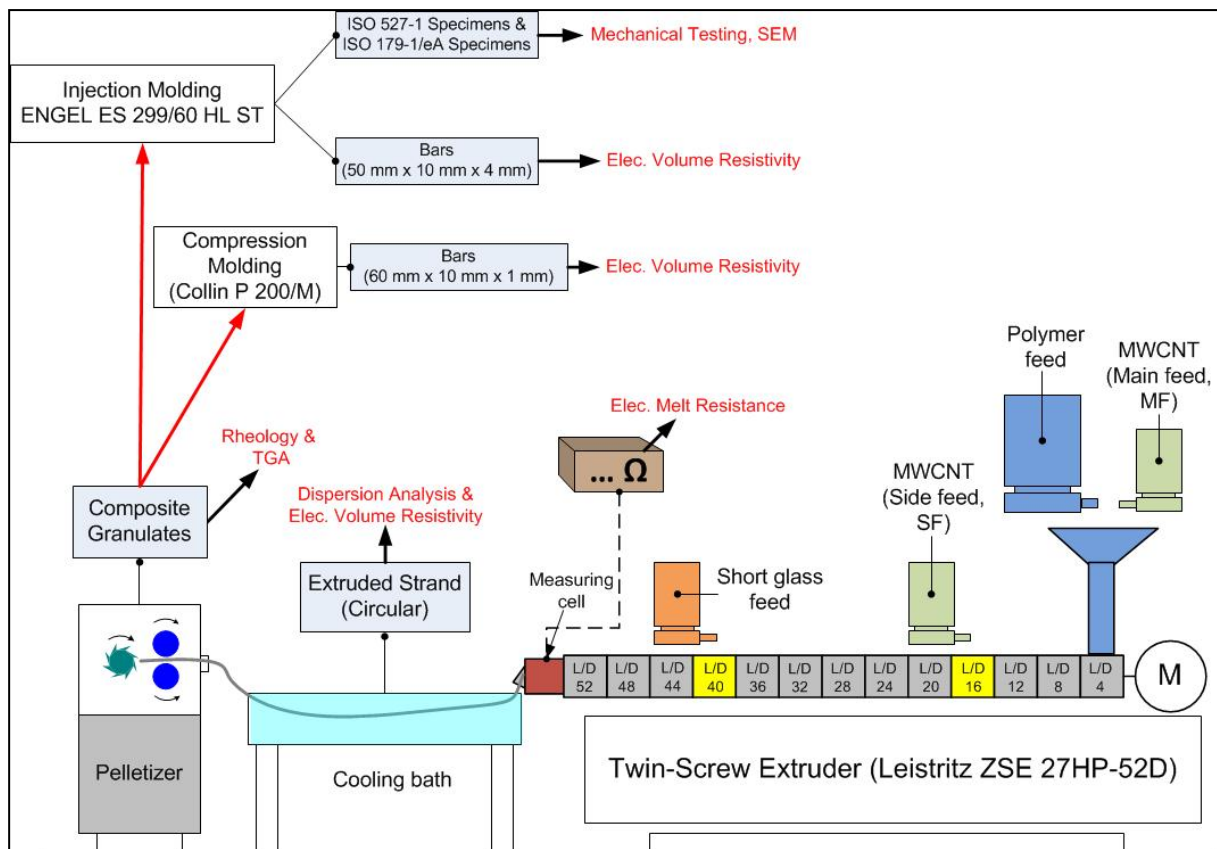 ISO 527-1 Specimens &
ISO 179-1/eA Specimens
Mechanical Testing, SEM
Injection Molding
ENGEL ES 299/60 HL ST
Bars
(50 mm x 10 mm x 4 mm)
Elec. Volume Resistivity
Compression
Molding
(Collin P 200/M)
Bars
(60 mm x 10 mm x 1 mm)
Elec. Volume Resistivity
Polymer
feed
MWCNT
(Main feed,
MF)
Elec. Melt Resistance
... Ω
Rheology &
TGA
MWCNT
(Side feed,
SF)
Composite
Granulates
Dispersion Analysis &
Elec. Volume Resistivity
Extruded Strand
(Circular)
Measuring
cell
Short glass
feed
L/D
52
L/D
48
L/D
44
L/D
40
L/D
36
L/D
32
L/D
28
L/D
24
L/D
20
L/D
16
L/D
12
L/D
8
L/D
4
M
Pelletizer
Cooling bath
Twin-Screw Extruder (Leistritz ZSE 27HP-52D)